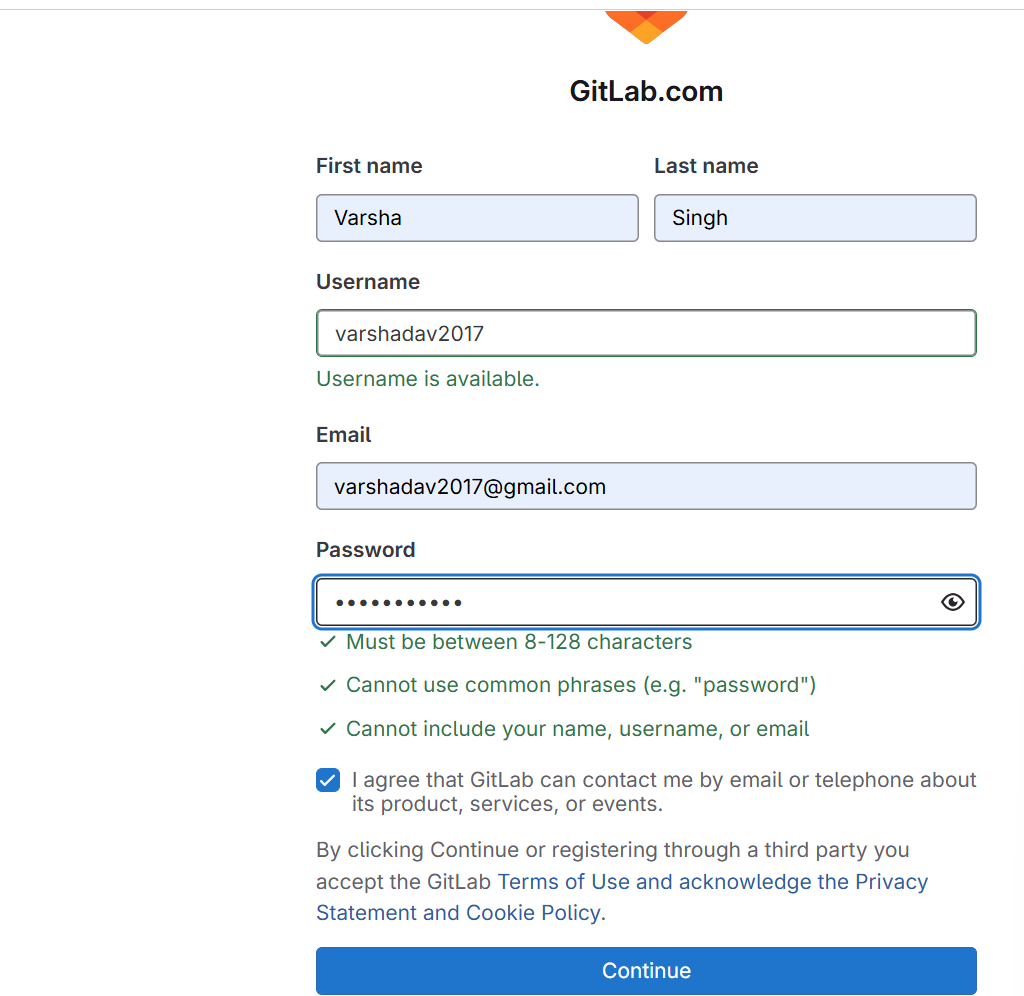 GitLab.com
First name
Last name
Varsha
Singh
Username
varshadav2017
Username is available.
Email
varshadav2017@gmail.com
Password
•••••••••••
✓ Must be between 8-128 characters
✓ Cannot use common phrases (e.g. "password")
✓ Cannot include your name, username, or email
I agree that GitLab can contact me by email or telephone about
its product, services, or events.
By clicking Continue or registering through a third party you
accept the GitLab Terms of Use and acknowledge the Privacy
Statement and Cookie Policy.
Continue